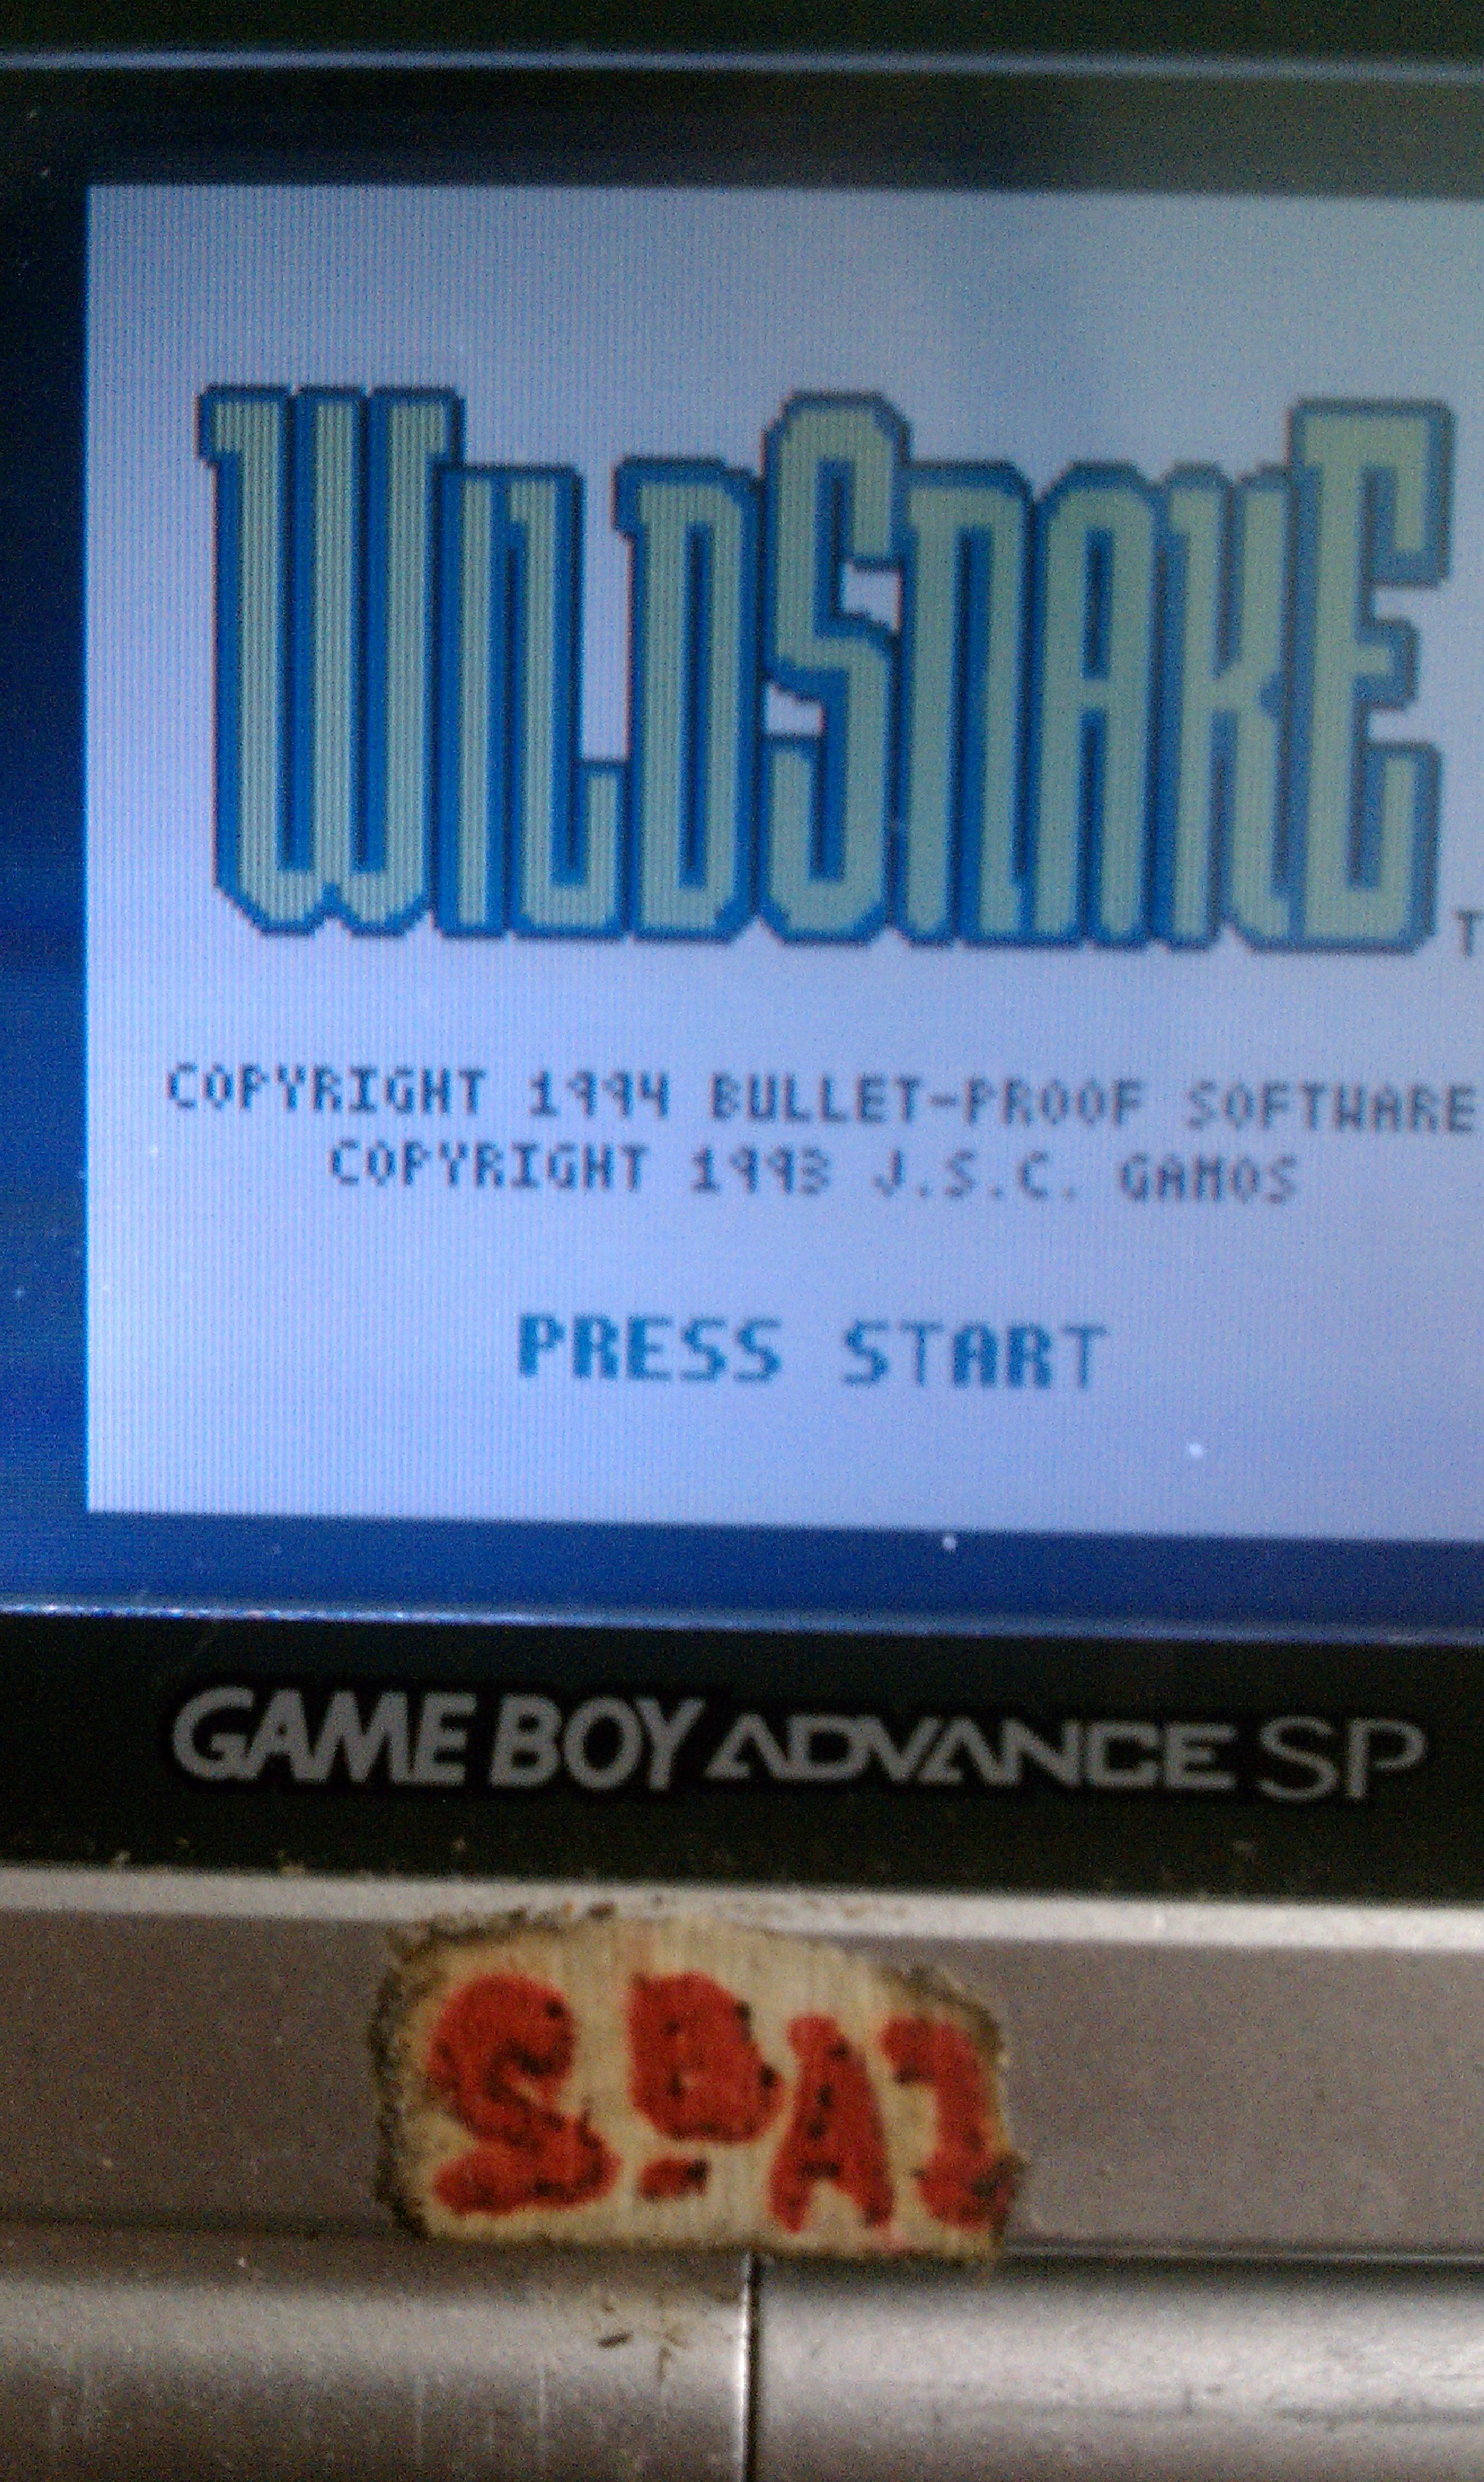 WILDSNAKE
T
COPYRIGHT 1994 BULLET-PROOF SOFTWARE
COPYRIGHT 1993 J.S.C. GAMOS
PRESS START
GAME BOY ADVANCE SP